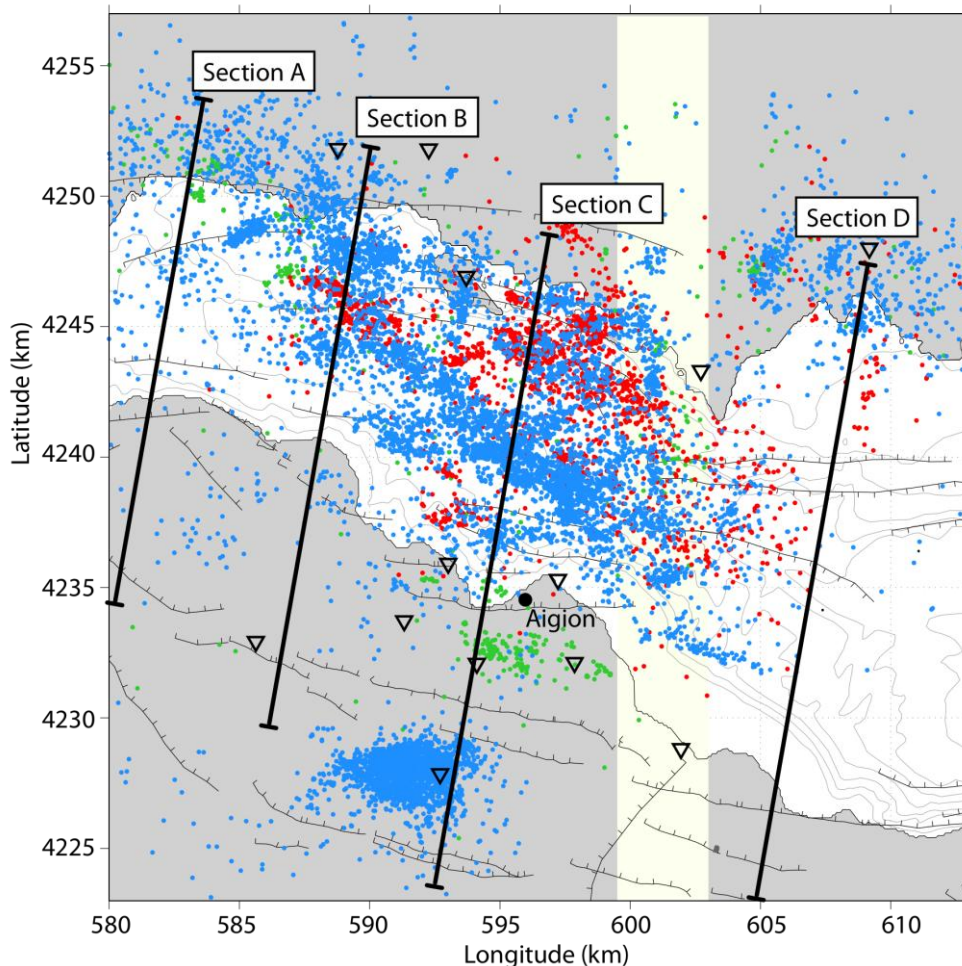 4255
4250
4245
4240
4235
4230
4225
Latitude (km)
Section A
Section B
Section C
Section D
Aigion
580
585
590
595
600
605
610
Longitude (km)